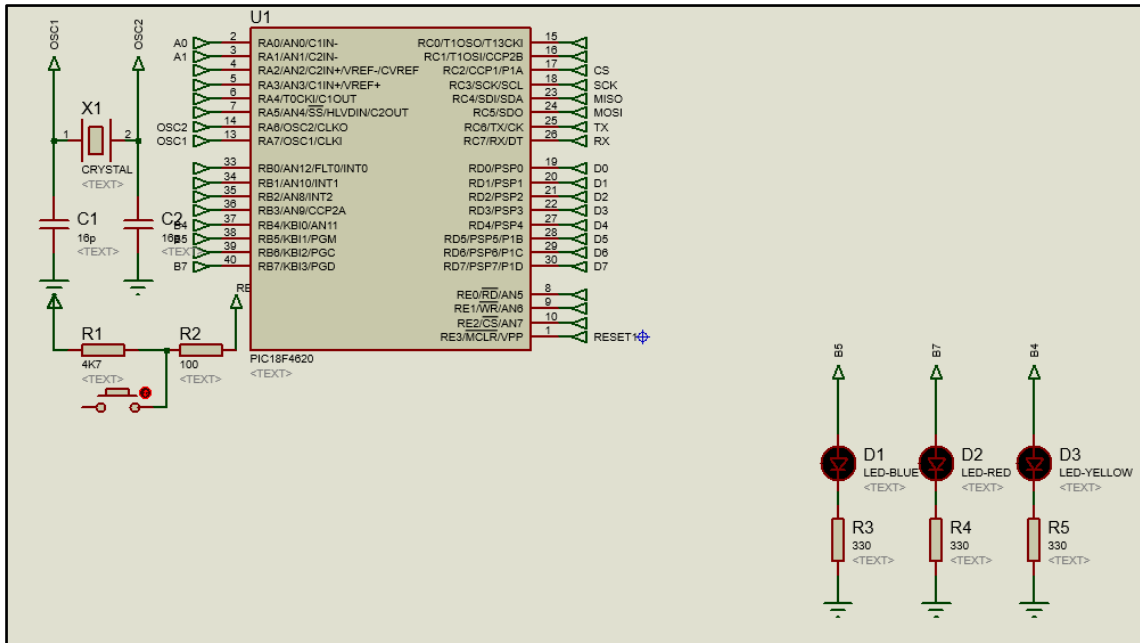 U1
OSC1
OSC2
A0 2 RA0/AN0/C1IN- RC0/T1OSO/T13CKI 15
A1 3 RA1/AN1/C2IN- RC1/T1OSI/CCP2B 16
4 RA2/AN2/C2IN+/VREF-/CVREF RC2/CCP1/P1A 17 CS
5 RA3/AN3/C1IN+/VREF+ RC3/SCK/SCL 18 SCK
6 RA4/T0CKI/C1OUT RC4/SDI/SDA 23 MISO
7 RA5/AN4/SS/HLVDIN/C2OUT RC5/SDO 24 MOSI
OSC2 14 RA6/OSC2/CLKO RC6/TX/CK 25 TX
OSC1 13 RA7/OSC1/CLKI RC7/RX/DT 26 RX
X1
1 2
CRYSTAL
<TEXT>
33 RB0/AN12/FLT0/INT0 RD0/PSP0 19 D0
34 RB1/AN10/INT1 RD1/PSP1 20 D1
35 RB2/AN8/INT2 RD2/PSP2 21 D2
36 RB3/AN9/CCP2A RD3/PSP3 22 D3
B4 37 RB4/KBI0/AN11 RD4/PSP4 27 D4
B5 38 RB5/KBI1/PGM RD5/PSP5/P1B 28 D5
39 RB6/KBI2/PGC RD6/PSP6/P1C 29 D6
B7 40 RB7/KBI3/PGD RD7/PSP7/P1D 30 D7
C1
16p
<TEXT>
C2
16p
<TEXT>
RE0/RD/AN5 8
RE1/WR/AN6 9
RE2/CS/AN7 10
RE3/MCLR/VPP 1 RESET1
PIC18F4620
<TEXT>
R1
4K7
<TEXT>
R2
100
<TEXT>
B5
B7
B4
D1
LED-BLUE
<TEXT>
D2
LED-RED
<TEXT>
D3
LED-YELLOW
<TEXT>
R3
330
<TEXT>
R4
330
<TEXT>
R5
330
<TEXT>